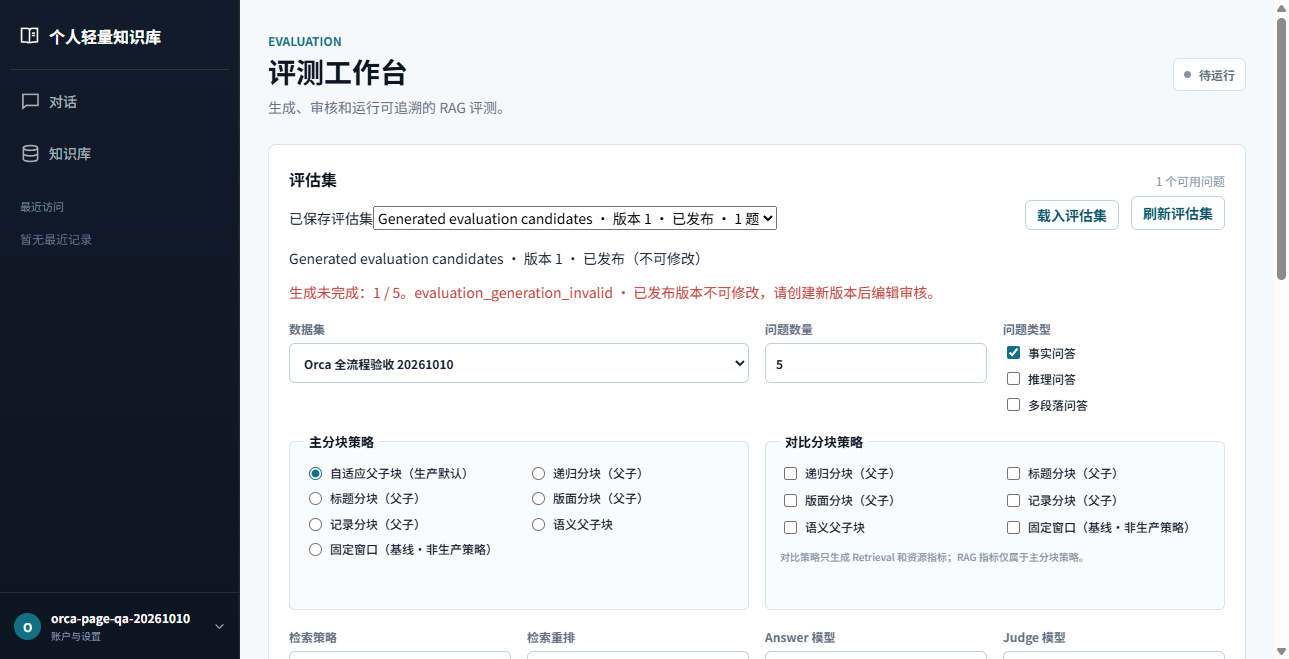 个人轻量知识库
对话
知识库
最近访问
暂无最近记录
O
orca-page-qa-20261010
账户与设置
EVALUATION
评测工作台
生成、审核和运行可追溯的 RAG 评测。
待运行
评估集
1 个可用问题
已保存评估集 Generated evaluation candidates · 版本 1 · 已发布 · 1 题
载入评估集
刷新评估集
Generated evaluation candidates · 版本 1 · 已发布（不可修改）
生成未完成：1 / 5。evaluation_generation_invalid · 已发布版本不可修改，请创建新版本后编辑审核。
数据集
Orca 全流程验收 20261010
问题数量
5
问题类型
事实问答
推理问答
多段落问答
主分块策略
自适应父子块（生产默认）
递归分块（父子）
标题分块（父子）
版面分块（父子）
记录分块（父子）
语义父子块
固定窗口（基线·非生产策略）
对比分块策略
递归分块（父子）
标题分块（父子）
版面分块（父子）
记录分块（父子）
语义父子块
固定窗口（基线·非生产策略）
对比策略只生成 Retrieval 和资源指标；RAG 指标仅属于主分块策略。
检索策略
检索重排
Answer 模型
Judge 模型